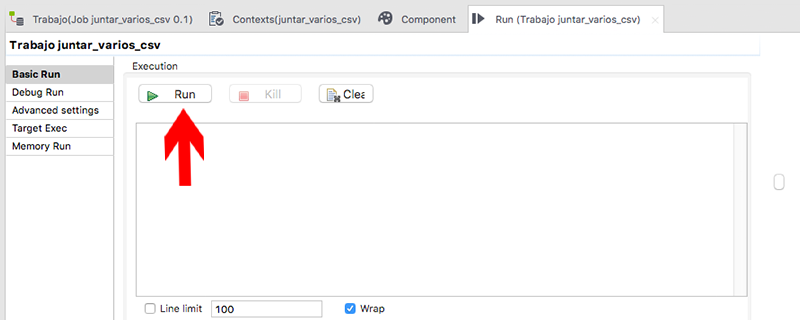 Trabajo(Job juntar_varios_csv 0.1) Contexts(juntar_varios_csv) Component Run (Trabajo juntar_varios_csv)
Trabajo juntar_varios_csv
Basic Run
Debug Run
Advanced settings
Target Exec
Memory Run
Execution
Run Kill Clea
Line limit 100 Wrap